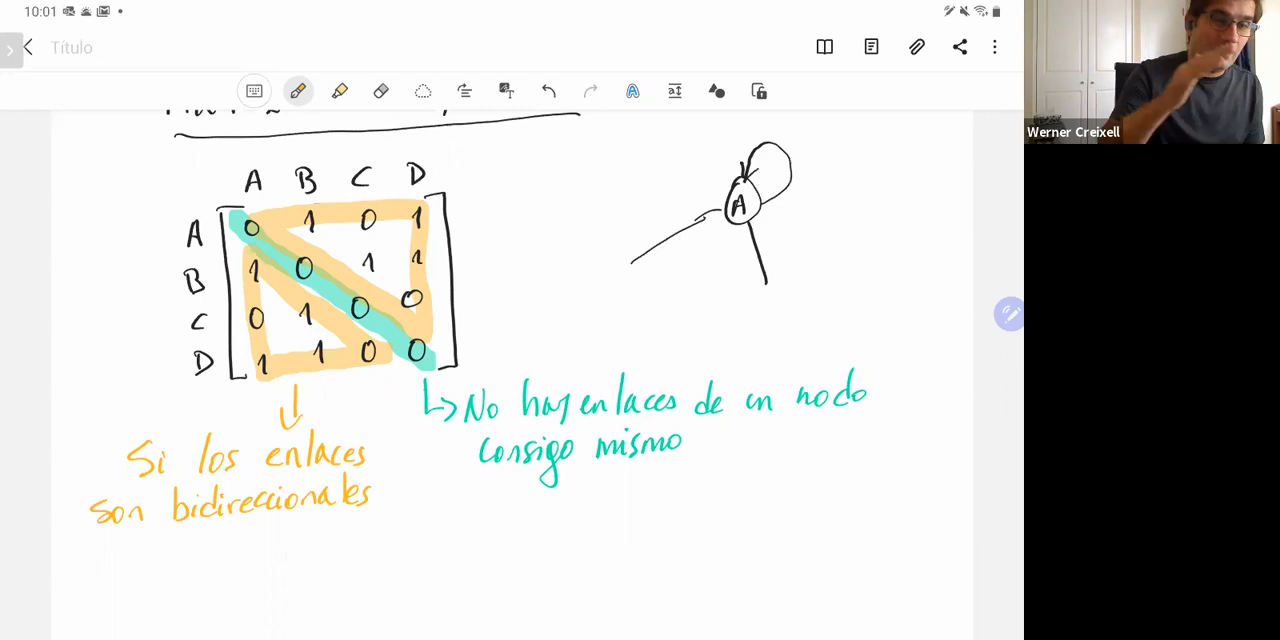 10:01
Título
A B C D
A 0 1 0 1
B 1 0 1 1
C 0 1 0 0
D 1 1 0 0
A
No hay enlaces de un nodo
consigo mismo
Si los enlaces
son bidireccionales
Werner Creixell